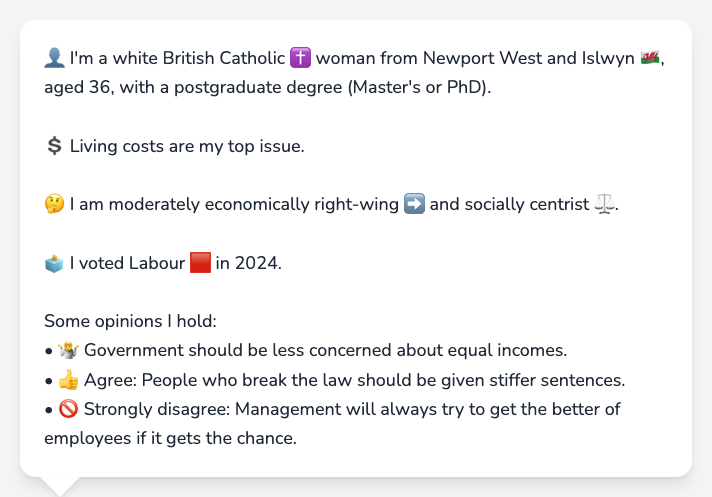 👤 I'm a white British Catholic ✝️ woman from Newport West and Islwyn 🏴󠁧󠁢󠁷󠁬󠁳󠁿,
aged 36, with a postgraduate degree (Master's or PhD).
💲 Living costs are my top issue.
🤔 I am moderately economically right-wing ➡️ and socially centrist ⚖️.
🗳️ I voted Labour 🟥 in 2024.
Some opinions I hold:
• 🤷 Government should be less concerned about equal incomes.
• 👍 Agree: People who break the law should be given stiffer sentences.
• 🚫 Strongly disagree: Management will always try to get the better of
employees if it gets the chance.